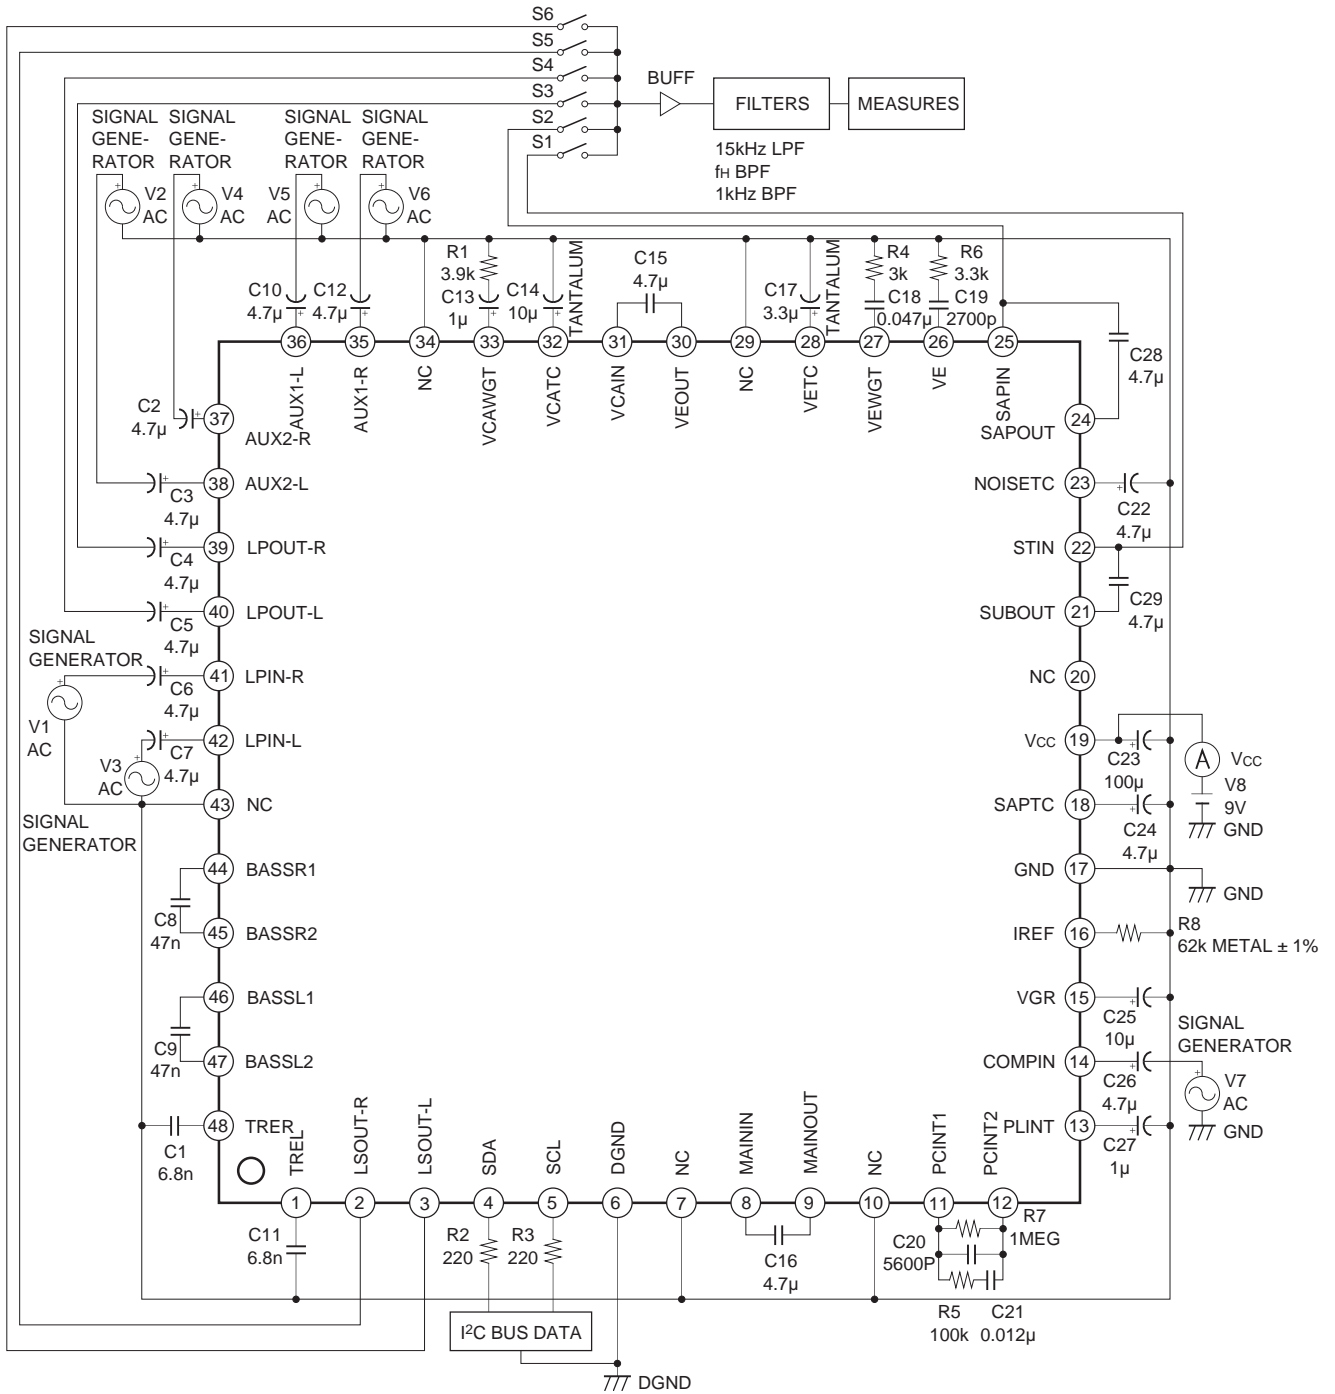 S6
S5
S4
S3
S2
S1
BUFF
FILTERS
MEASURES
15kHz LPF
fH BPF
1kHz BPF
SIGNAL
GENE-
RATOR
SIGNAL
GENE-
RATOR
SIGNAL
GENE-
RATOR
SIGNAL
GENE-
RATOR
V2
AC
V4
AC
V5
AC
V6
AC
C10
4.7µ
C12
4.7µ
R1
3.9k
C13
1µ
C14
10µ
TANTALUM
C15
4.7µ
C17
3.3µ
TANTALUM
R4
3k
C18
0.047µ
R6
3.3k
C19
2700p
C28
4.7µ
36
35
34
33
32
31
30
29
28
27
26
25
AUX1-L
AUX1-R
NC
VCAWGT
VCATC
VCAIN
VEOUT
NC
VETC
VEWGT
VE
SAPIN
C2
4.7µ
37
AUX2-R
24
SAPOUT
38
AUX2-L
C3
4.7µ
NOISETC
23
C22
4.7µ
39
LPOUT-R
C4
4.7µ
STIN
22
40
LPOUT-L
C5
4.7µ
SUBOUT
21
C29
4.7µ
SIGNAL
GENERATOR
V1
AC
41
LPIN-R
C6
4.7µ
NC
20
42
LPIN-L
C7
4.7µ
V3
AC
VCC
19
C23
100µ
A
VCC
V8
9V
GND
43
NC
SIGNAL
GENERATOR
SAPTC
18
C24
4.7µ
44
BASSR1
C8
47n
GND
17
GND
45
BASSR2
IREF
16
R8
62k METAL ± 1%
46
BASSL1
C9
47n
VGR
15
C25
10µ
SIGNAL
GENERATOR
47
BASSL2
COMPIN
14
C26
4.7µ
V7
AC
GND
48
TRER
C1
6.8n
PLINT
13
C27
1µ
TREL
LSOUT-R
LSOUT-L
SDA
SCL
DGND
NC
MAININ
MAINOUT
NC
PCINT1
PCINT2
1
2
3
4
5
6
7
8
9
10
11
12
C11
6.8n
R2
220
R3
220
C16
4.7µ
C20
5600P
R7
1MEG
R5
100k
C21
0.012µ
I²C BUS DATA
DGND